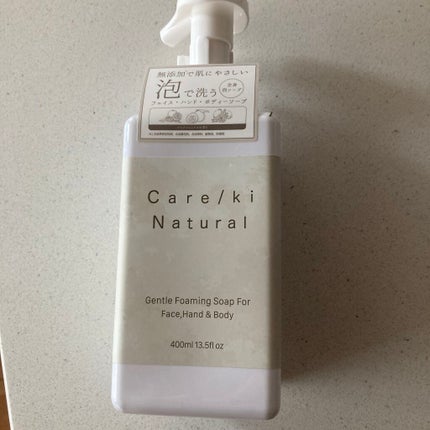 無添加で肌にやさしい
泡で洗う
フェイス・ハンド・ボディーソープ
Care/ki
Natural
Gentle Foaming Soap For
Face,Hand & Body
400ml 13.5fl oz